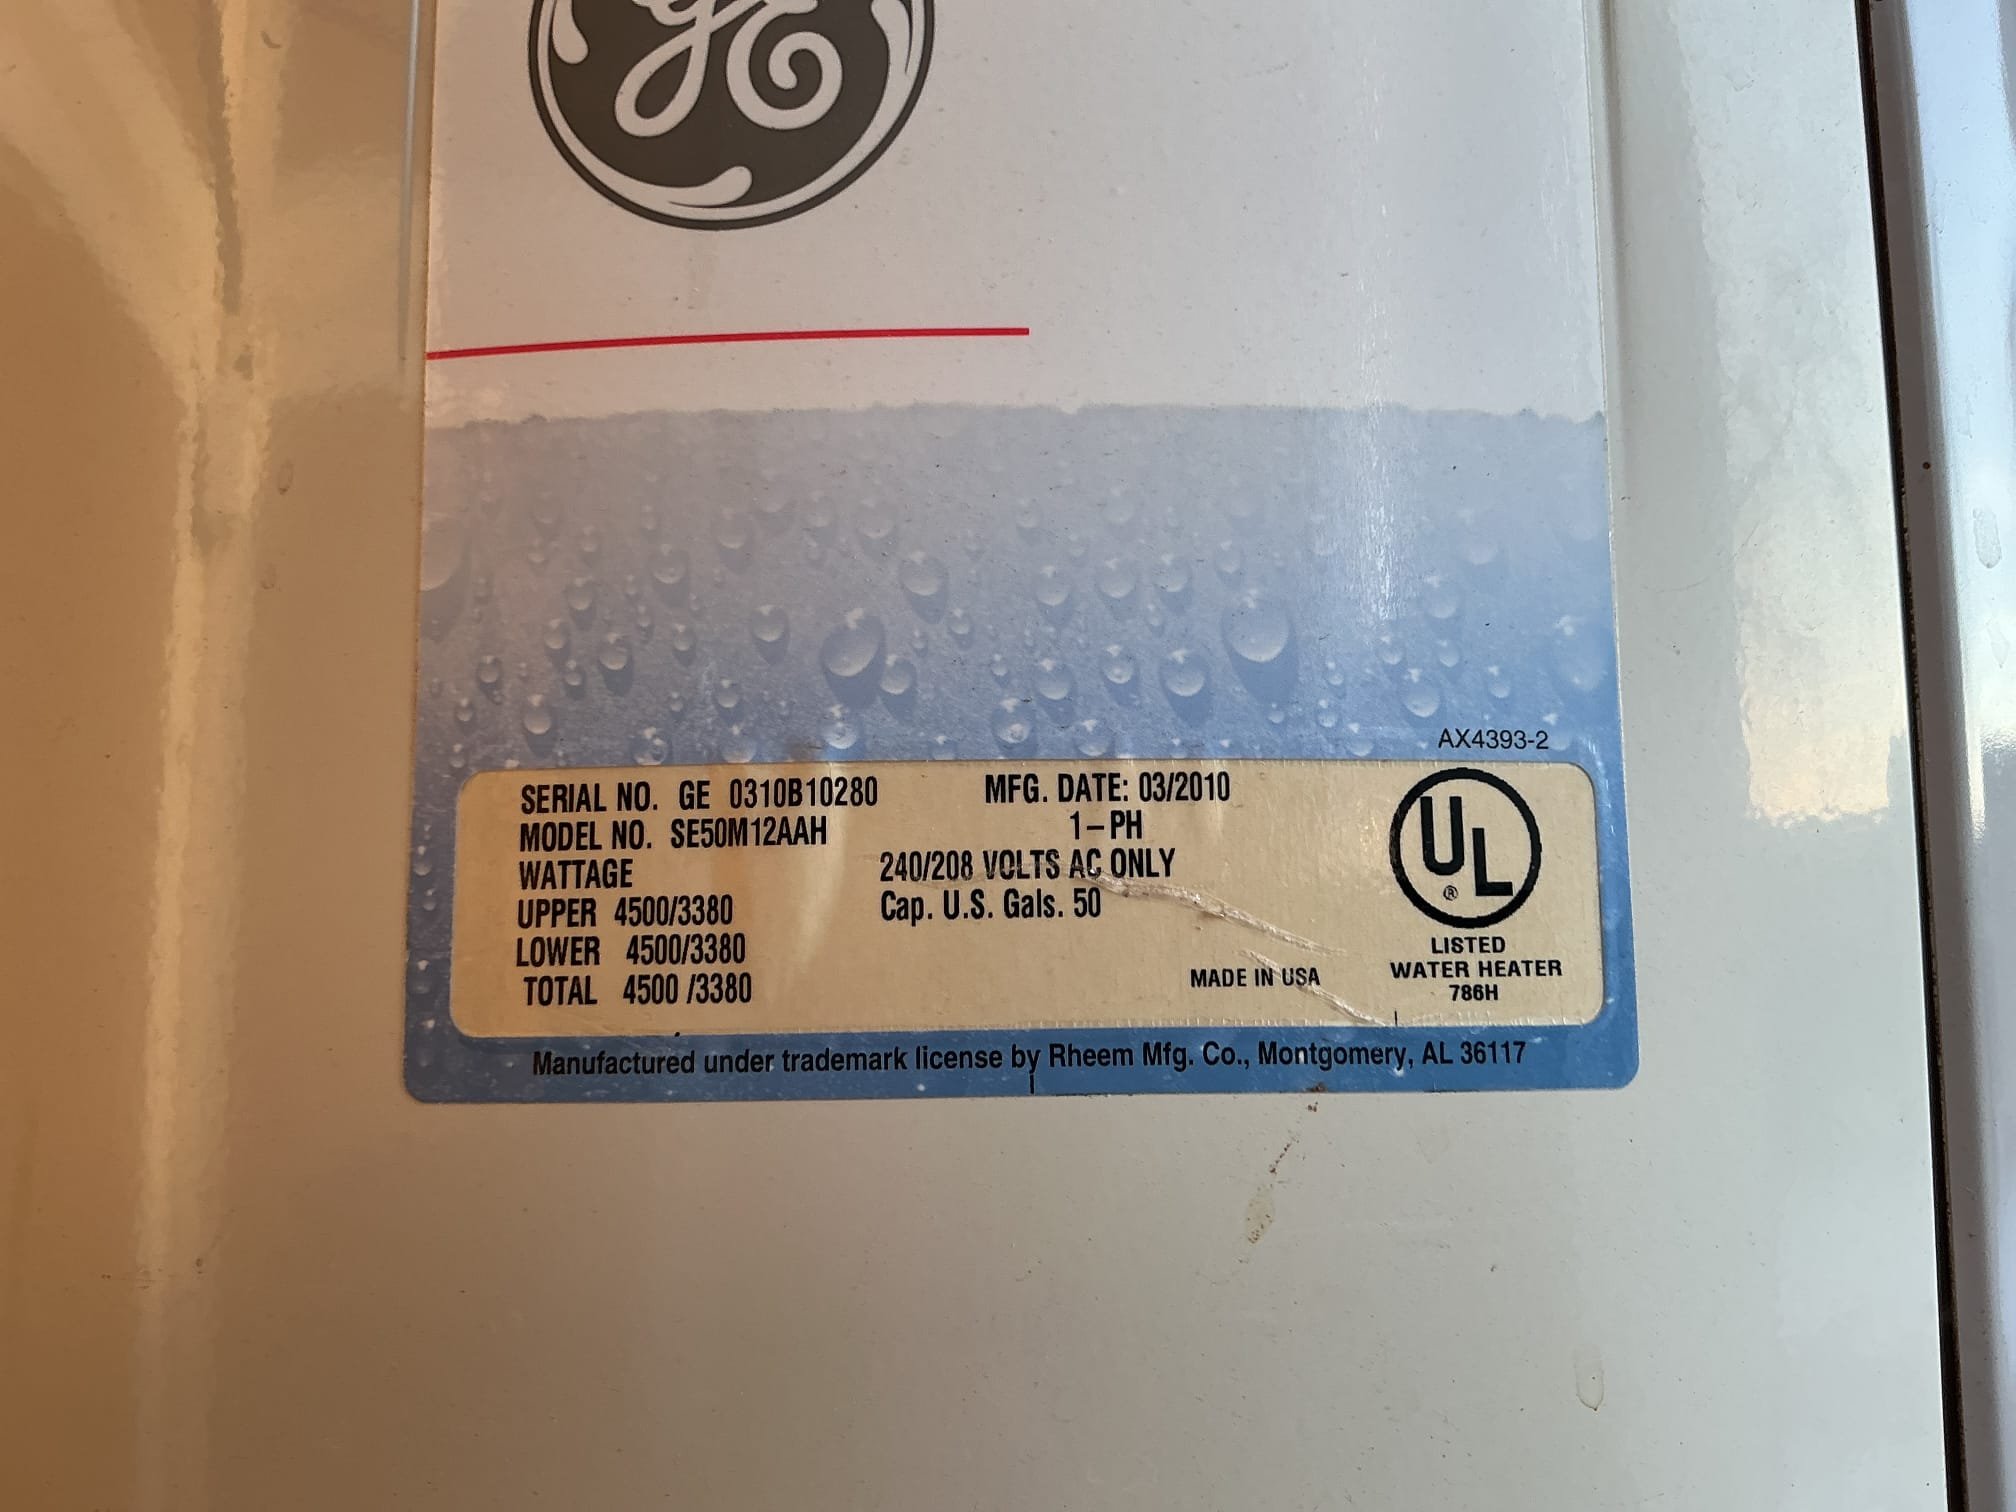 GE
AX4393-2
SERIAL NO. GE 0310B10280 MFG. DATE: 03/2010
MODEL NO. SE50M12AAH 1-PH
WATTAGE 240/208 VOLTS AC ONLY
UPPER 4500/3380 Cap. U.S. Gals. 50
LOWER 4500/3380
TOTAL 4500 /3380
MADE IN USA
UL ®
LISTED
WATER HEATER
786H
Manufactured under trademark license by Rheem Mfg. Co., Montgomery, AL 36117